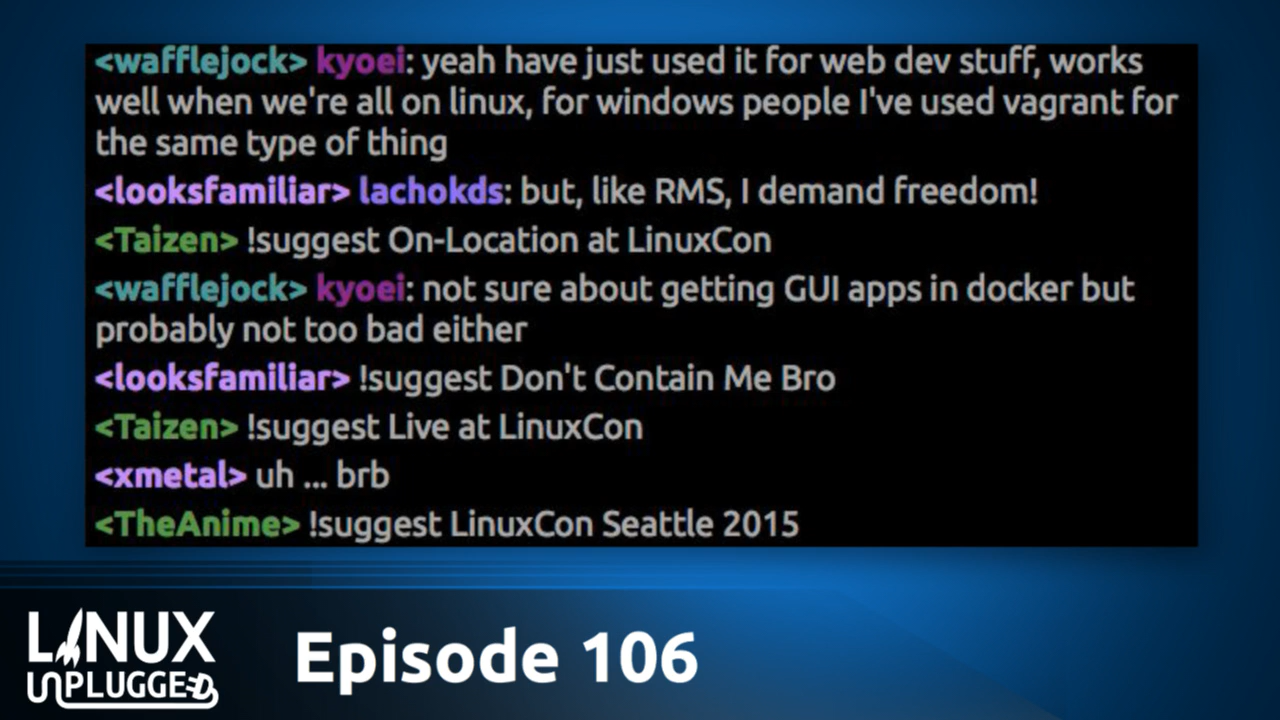 <wafflejock> kyoei: yeah have just used it for web dev stuff, works
well when we're all on linux, for windows people I've used vagrant for
the same type of thing
<looksfamiliar> lachokds: but, like RMS, I demand freedom!
<Taizen> !suggest On-Location at LinuxCon
<wafflejock> kyoei: not sure about getting GUI apps in docker but
probably not too bad either
<looksfamiliar> !suggest Don't Contain Me Bro
<Taizen> !suggest Live at LinuxCon
<xmetal> uh ... brb
<TheAnime> !suggest LinuxCon Seattle 2015
LINUX
UNPLUGGED
Episode 106